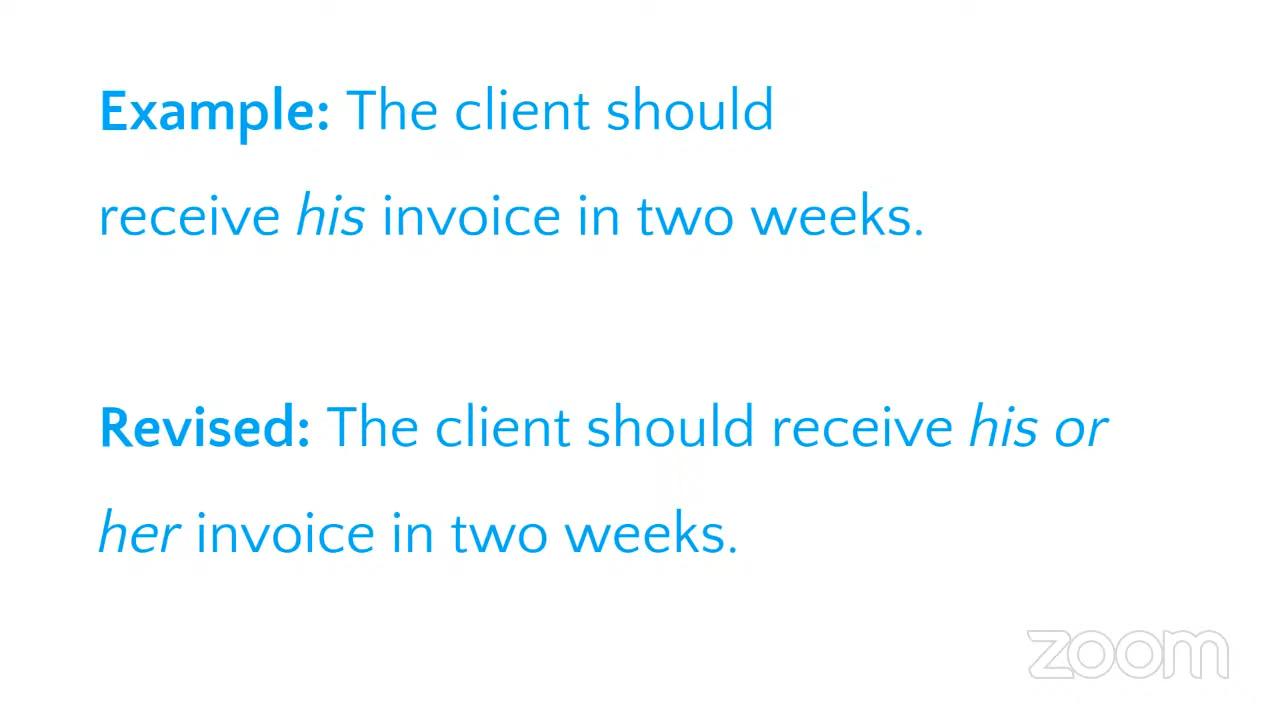 Example: The client should
receive his invoice in two weeks.
Revised: The client should receive his or
her invoice in two weeks.
zoom